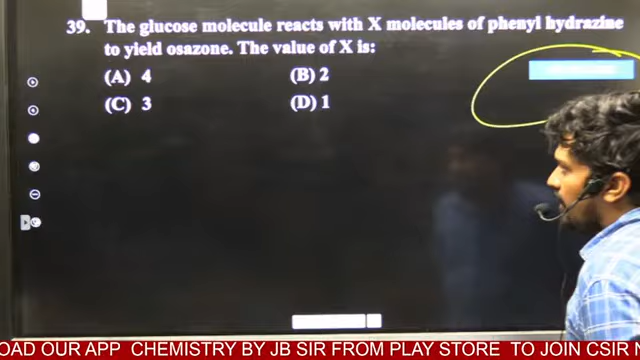 39. The glucose molecule reacts with X molecules of phenyl hydrazine
to yield osazone. The value of X is:
(A) 4
(B) 2
(C) 3
(D) 1
OAD OUR APP CHEMISTRY BY JB SIR FROM PLAY STORE TO JOIN CSIR